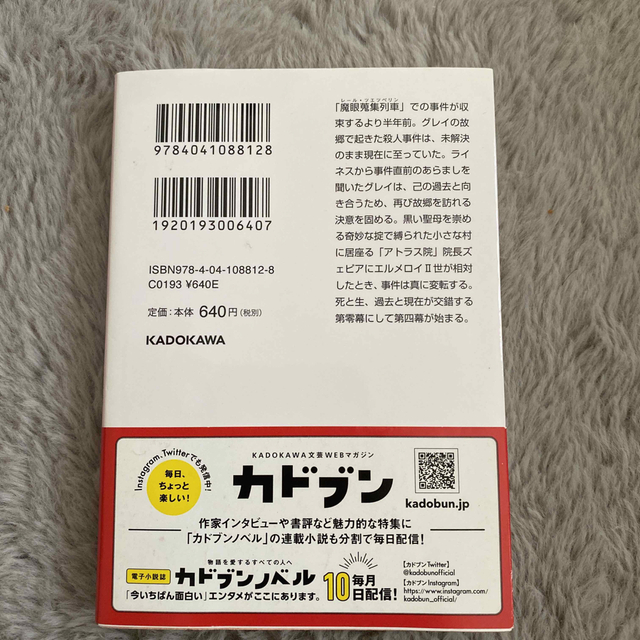 9784041088128
1920193006407
ISBN978-4-04-108812-8
C0193 ¥640E
定価:本体 640円(税別)
KADOKAWA
レール・ツェッペリン
「魔眼蒐集列車」での事件が収
束するより半年前。グレイの故
郷で起きた殺人事件は、未解決
のまま現在に至っていた。ライ
ネスから事件直前のあらましを
聞いたグレイは、己の過去と向
き合うため、再び故郷を訪れる
決意を固める。黒い聖母を崇め
る奇妙な掟で縛られた小さな村
に居座る「アトラス院」院長ズ
ェピアにエルメロイⅡ世が相対
したとき、事件は真に変転する。
死と生、過去と現在が交錯する
第零幕にして第四幕が始まる。
Instagram、Twitterでも発信中!
毎日、
ちょっと
楽しい!
KADOKAWA文芸WEBマガジン
カドブン
kadobun.jp
作家インタビューや書評など魅力的な特集に
「カドブンノベル」の連載小説も分割で毎日配信!
物語を愛するすべての人へ
電子小説誌 カドブンノベル
「今いちばん面白い」エンタメがここにあります。
毎月10日配信!
【カドブンTwitter】
@kadobunofficial
【カドブンInstagram】
https://www.instagram.com/
kadobun_official/